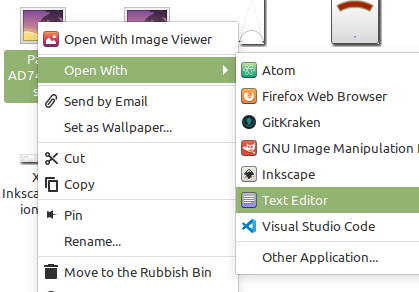 Pa
AD74
s
X
Inksca
ion
Open With Image Viewer
Open With
Send by Email
Set as Wallpaper...
Cut
Copy
Pin
Rename...
Move to the Rubbish Bin
Atom
Firefox Web Browser
GitKraken
GNU Image Manipulation
Inkscape
Text Editor
Visual Studio Code
Other Application...